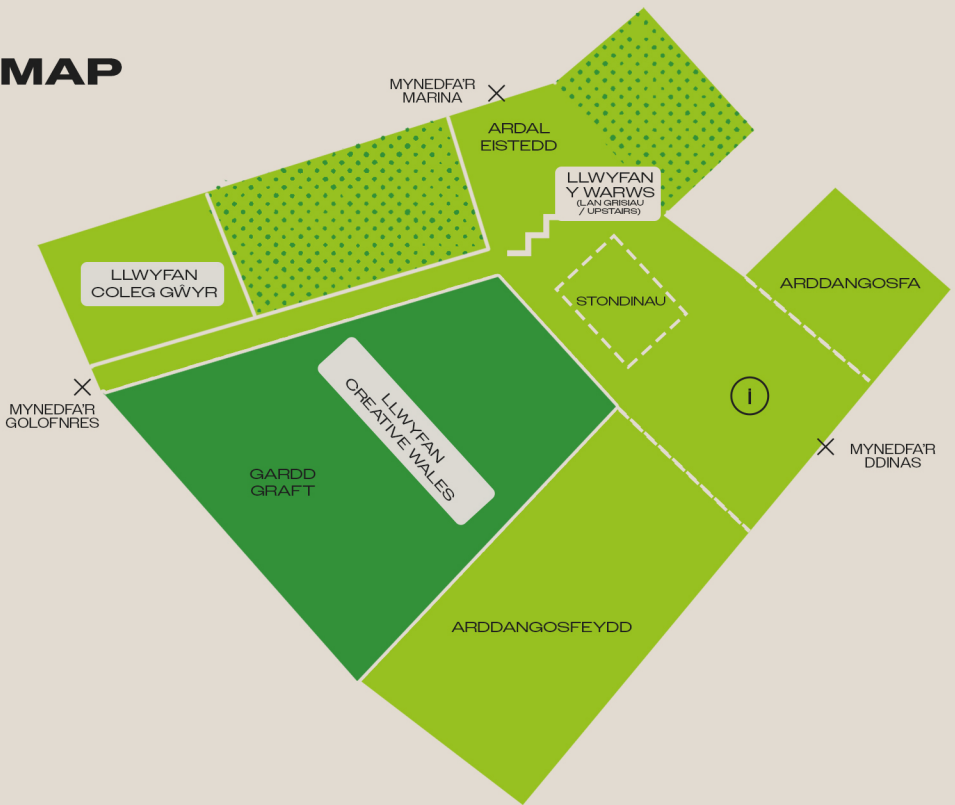 MAP
MYNEDFA'R
MARINA
ARDAL
EISTEDD
LLWYFAN
Y WARWS
(LAN GRISIAU
/ UPSTAIRS)
LLWYFAN
COLEG GŴYR
STONDINAU
ARDDANGOSFA
i
MYNEDFA'R
GOLOFNRES
LLWYFAN
CREATIVE WALES
MYNEDFA'R
DDINAS
GARDD
GRAFT
ARDDANGOSFEYDD